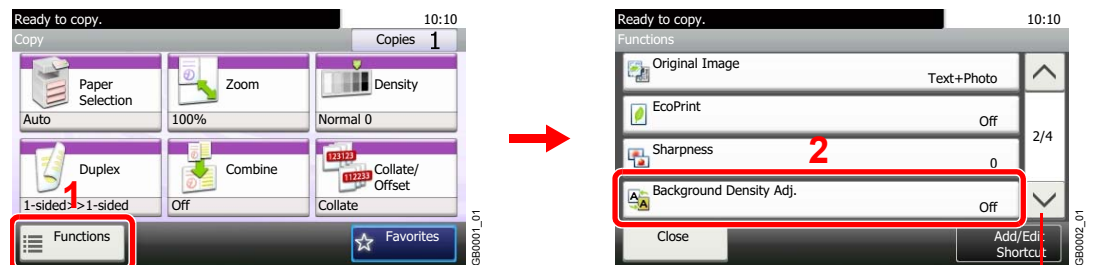 Ready to copy.
10:10
Copy
Copies 1
Paper
Selection
Auto
Zoom
100%
Density
Normal 0
Duplex
1-sided>>1-sided
Combine
Off
123123
112233
Collate/
Offset
Collate
1
Functions
Favorites
GB0001_01
Ready to copy.
10:10
Functions
Original Image
Text+Photo
EcoPrint
Off
2/4
Sharpness
0
2
Background Density Adj.
Off
Close
Add/Edit
Shortcut
GB0002_01